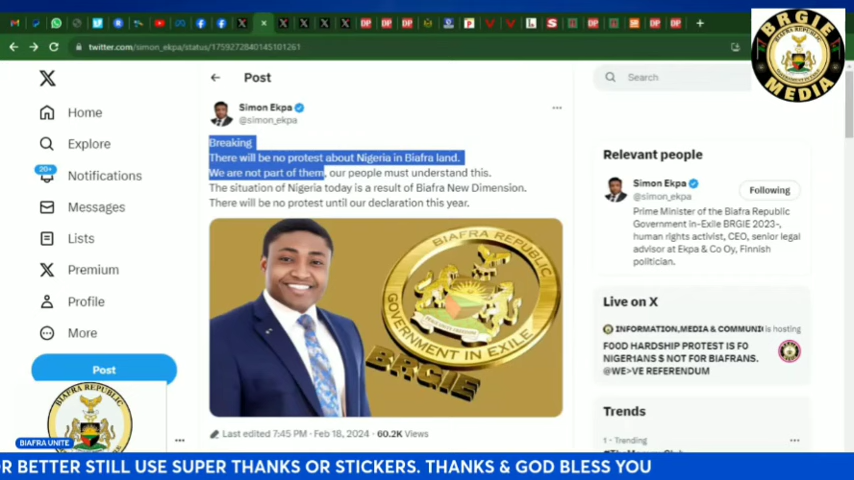 twitter.com/simon_ekpa/status/1759272840145101261
BRGIE
MEDIA
X
Post
Search
Home
Explore
20+
Notifications
Messages
Lists
Premium
Profile
More
Post
Simon Ekpa
@simon_ekpa
Breaking
There will be no protest about Nigeria in Biafra land.
We are not part of them, our people must understand this.
The situation of Nigeria today is a result of Biafra New Dimension.
There will be no protest until our declaration this year.
BIAFRA REPUBLIC
GOVERNMENT IN EXILE
BRGIE
Last edited 7:45 PM · Feb 18, 2024 · 60.2K Views
Relevant people
Simon Ekpa
@simon_ekpa
Following
Prime Minister of the Biafra Republic
Government in-Exile BRGIE 2023-,
human rights activist, CEO, senior legal
advisor at Ekpa & Co Oy, Finnish
politician.
Live on X
INFORMATION,MEDIA & COMMUNI is hosting
FOOD HARDSHIP PROTEST IS FO
NIGERIANS $ NOT FOR BIAFRANS.
@WE>VE REFERENDUM
Trends
1 - Trending
BIAFRA REPUBLIC
BIAFRA UNITE
OR BETTER STILL USE SUPER THANKS OR STICKERS. THANKS & GOD BLESS YOU